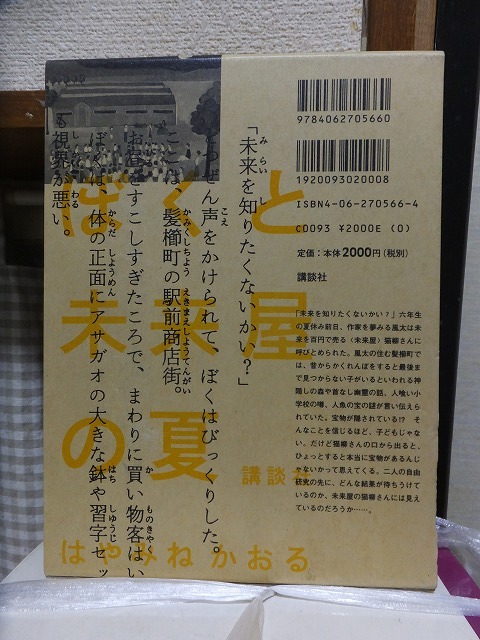 「未来を知りたくないかい？」
とつぜん声をかけられて、ぼくはびっくりした。
ここは、髪櫛町の駅前商店街。
お昼をすこしすぎたころで、まわりに買い物客はい
ぼくは、体の正面にアサガオの大きな鉢や習字セッ
も視界が悪い。
ぼくと
未来屋
の夏
講談社
はやみねかおる
9784062705660
1920093020008
ISBN4-06-270566-4
C0093 ¥2000E (0)
定価：本体2000円（税別）
講談社
「未来を知りたくないかい？」六年生
の夏休み前日、作家を夢みる風太は未
来を百円で売る〈未来屋〉猫柳さんに
呼びとめられた。風太の住む髪櫛町で
は、昔からかくれんぼをすると最後ま
で見つからない子がいるといわれる神
隠しの森や首なし幽霊の話、人喰い小
学校の噂、人魚の宝の謎が言い伝えら
れていた。宝物が隠されている!? そ
んなことを信じるほど、子どもじゃな
い。だけど猫柳さんの口から出ると、
ひょっとすると本当に宝物があるんじ
ゃないかって思えてくる。二人の自由
研究の先に、どんな結果が待ちうけて
いるのか、未来屋の猫柳さんには見え
ているのだろうか……。